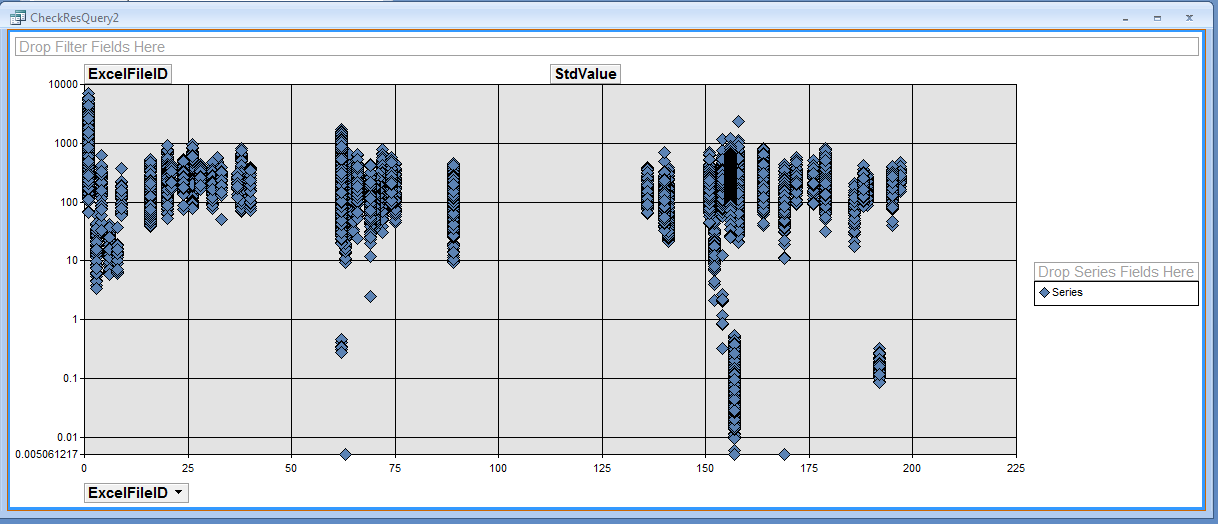 CheckResQuery2
Drop Filter Fields Here
ExcelFileID
StdValue
10000
1000
100
10
1
0.1
0.01
0.005061217
0 25 50 75 100 125 150 175 200 225
Drop Series Fields Here
Series
ExcelFileID